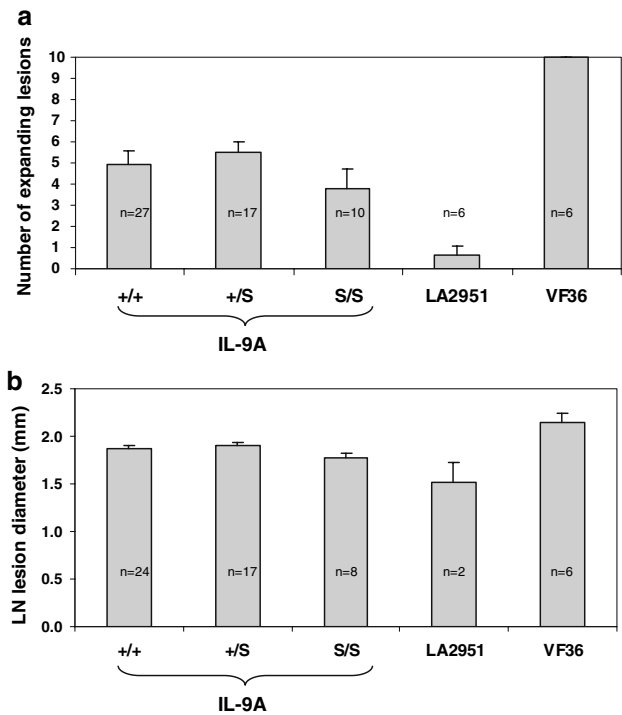 a
Number of expanding lesions
10
9
8
7
6
5
4
3
2
1
0
n=27
n=17
n=10
n=6
n=6
+/+
+/S
S/S
LA2951
VF36
IL-9A
b
LN lesion diameter (mm)
2.5
2.0
1.5
1.0
0.5
0.0
n=24
n=17
n=8
n=2
n=6
+/+
+/S
S/S
LA2951
VF36
IL-9A